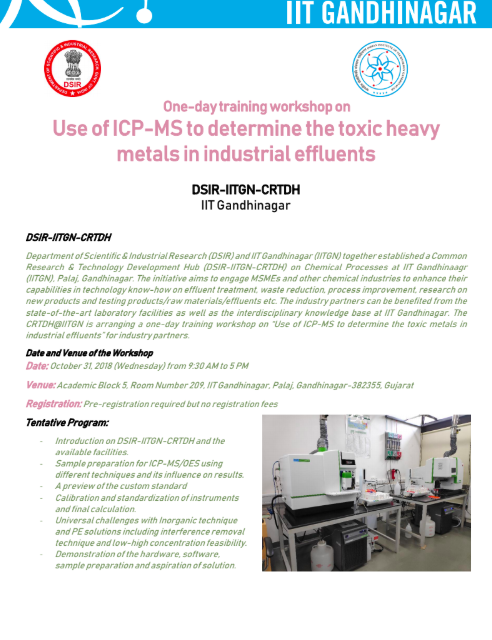 IIT GANDHINAGAR
DSIR
One-day training workshop on
Use of ICP-MS to determine the toxic heavy
metals in industrial effluents
DSIR-IITGN-CRTDH
IIT Gandhinagar
DSIR-IITGN-CRTDH
Department of Scientific & Industrial Research (DSIR) and IIT Gandhinagar (IITGN) together established a Common
Research & Technology Development Hub (DSIR-IITGN-CRTDH) on Chemical Processes at IIT Gandhinaagr
(IITGN), Palaj, Gandhinagar. The initiative aims to engage MSMEs and other chemical industries to enhance their
capabilities in technology know-how on effluent treatment, waste reduction, process improvement, research on
new products and testing products/raw materials/effluents etc. The industry partners can be benefited from the
state-of-the-art laboratory facilities as well as the interdisciplinary knowledge base at IIT Gandhinagar. The
CRTDH@IITGN is arranging a one-day training workshop on "Use of ICP-MS to determine the toxic metals in
industrial effluents" for industry partners.
Date and Venue of the Workshop
Date: October 31, 2018 (Wednesday) from 9:30 AM to 5 PM
Venue: Academic Block 5, Room Number 209, IIT Gandhinagar, Palaj, Gandhinagar-382355, Gujarat
Registration: Pre-registration required but no registration fees
Tentative Program:
- Introduction on DSIR-IITGN-CRTDH and the
available facilities.
- Sample preparation for ICP-MS/OES using
different techniques and its influence on results.
- A preview of the custom standard
- Calibration and standardization of instruments
and final calculation.
- Universal challenges with Inorganic technique
and PE solutions including interference removal
technique and low-high concentration feasibility.
- Demonstration of the hardware, software,
sample preparation and aspiration of solution.